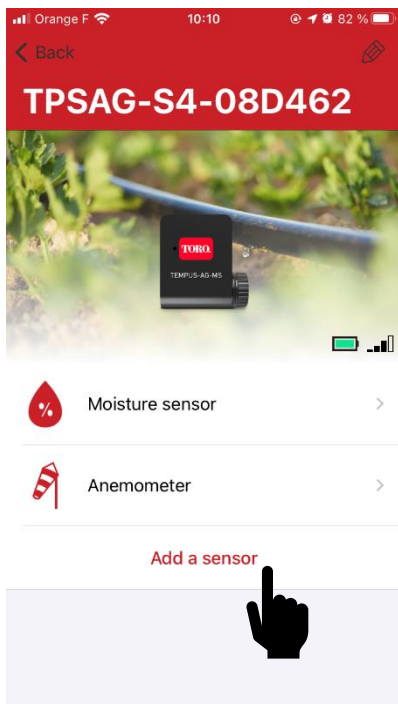 Orange F 10:10 82 %
Back
TPSAG-S4-08D462
TORO
TEMPUS-AG-MS
%
Moisture sensor
Anemometer
Add a sensor